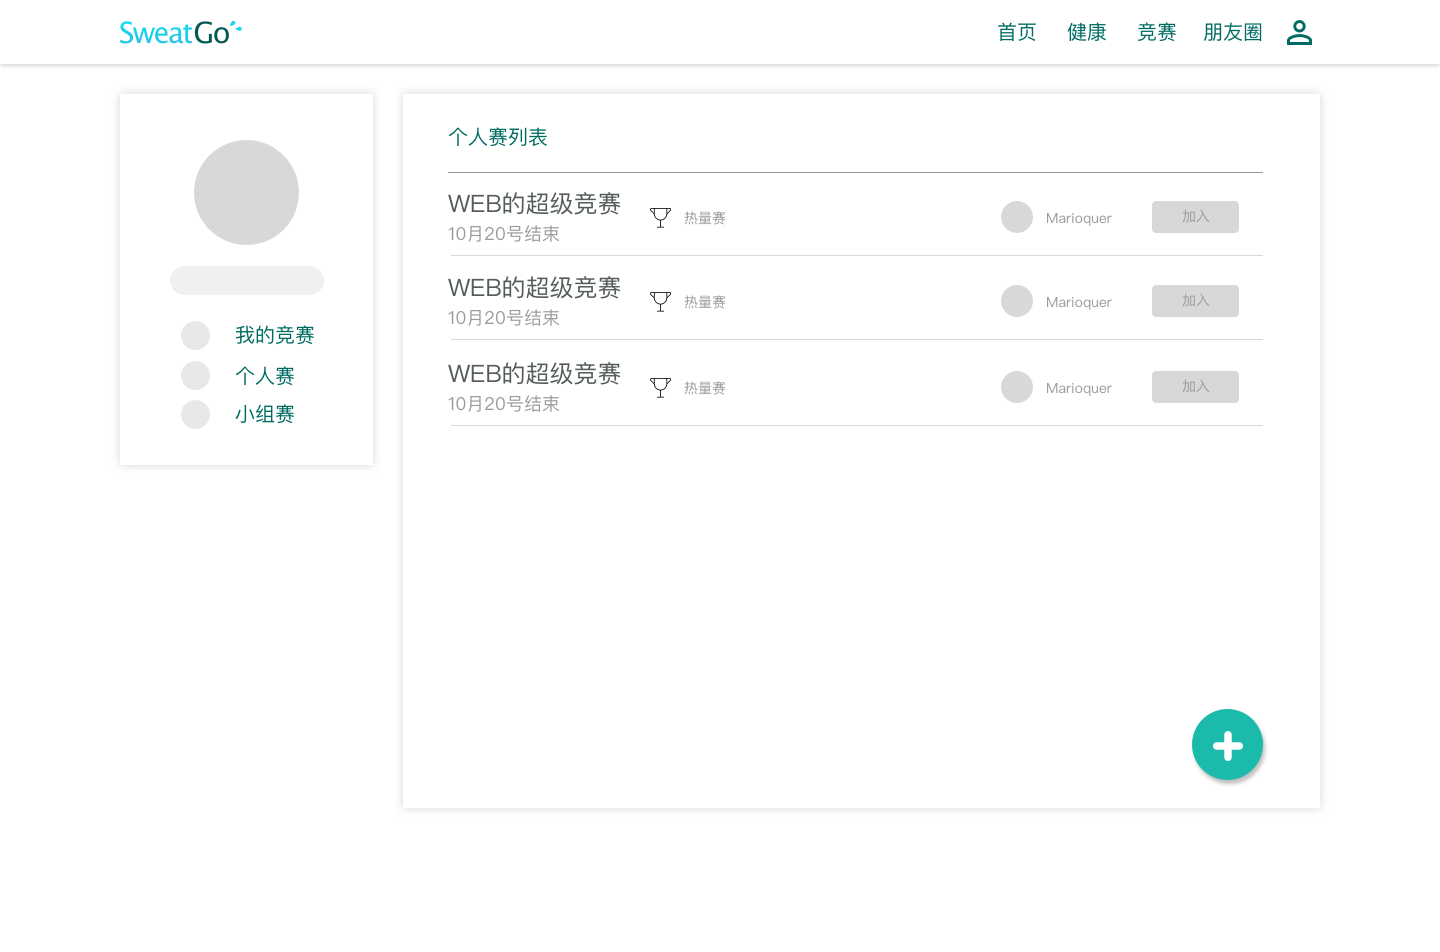 SweatGo
首页 健康 竞赛 朋友圈
我的竞赛
个人赛
小组赛
个人赛列表
WEB的超级竞赛
10月20号结束
热量赛
Marioquer
加入
WEB的超级竞赛
10月20号结束
热量赛
Marioquer
加入
WEB的超级竞赛
10月20号结束
热量赛
Marioquer
加入